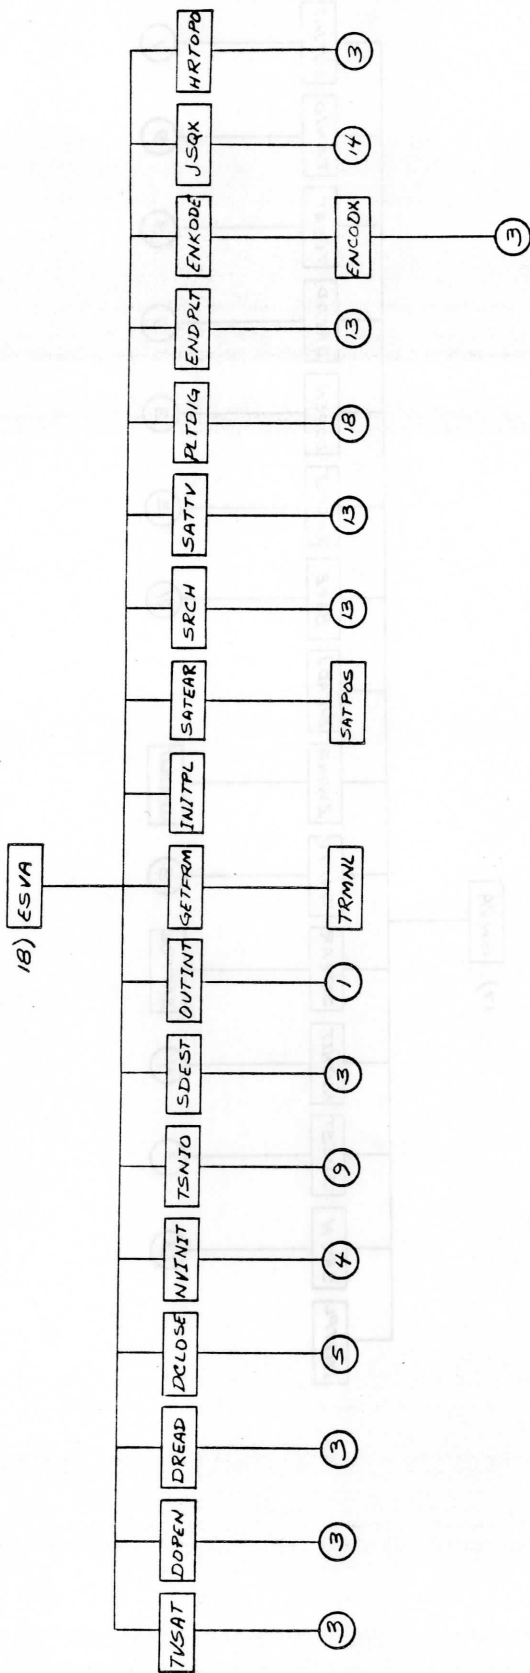 18) ESVA
TVSAT DOPEN DREAD DCLOSE NVINIT TSNIO SDEST OUTINT GETFRM INITPL SATEAR SRCH SATTV PLTDIG ENDPLT ENKODE JSQX HRTOPO
3 3 3 5 4 9 3 1 TRMNL SATPOS 13 13 18 13 ENCODX 14 3
3